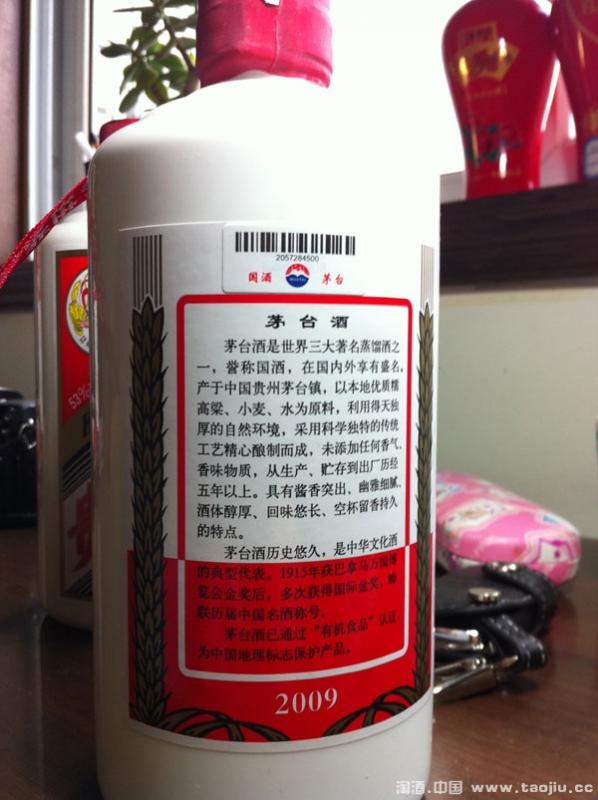 2057284500
国酒
茅台
茅台酒
茅台酒是世界三大著名蒸馏酒之
一，誉称国酒，在国内外享有盛名。
产于中国贵州茅台镇，以本地优质糯
高粱、小麦、水为原料，利用得天独
厚的自然环境，采用科学独特的传统
工艺精心酿制而成，未添加任何香气、
香味物质，从生产、贮存到出厂历经
五年以上。具有酱香突出、幽雅细腻、
酒体醇厚、回味悠长、空杯留香持久
的特点。
茅台酒历史悠久，是中华文化酒
的典型代表。1915年获巴拿马万国博
览会金奖后，多次获得国际金奖，蝉
联历届中国名酒称号。
茅台酒已通过“有机食品”认证，
为中国地理标志保护产品。
2009
53%
淘酒.中国 www.taojiu.cc